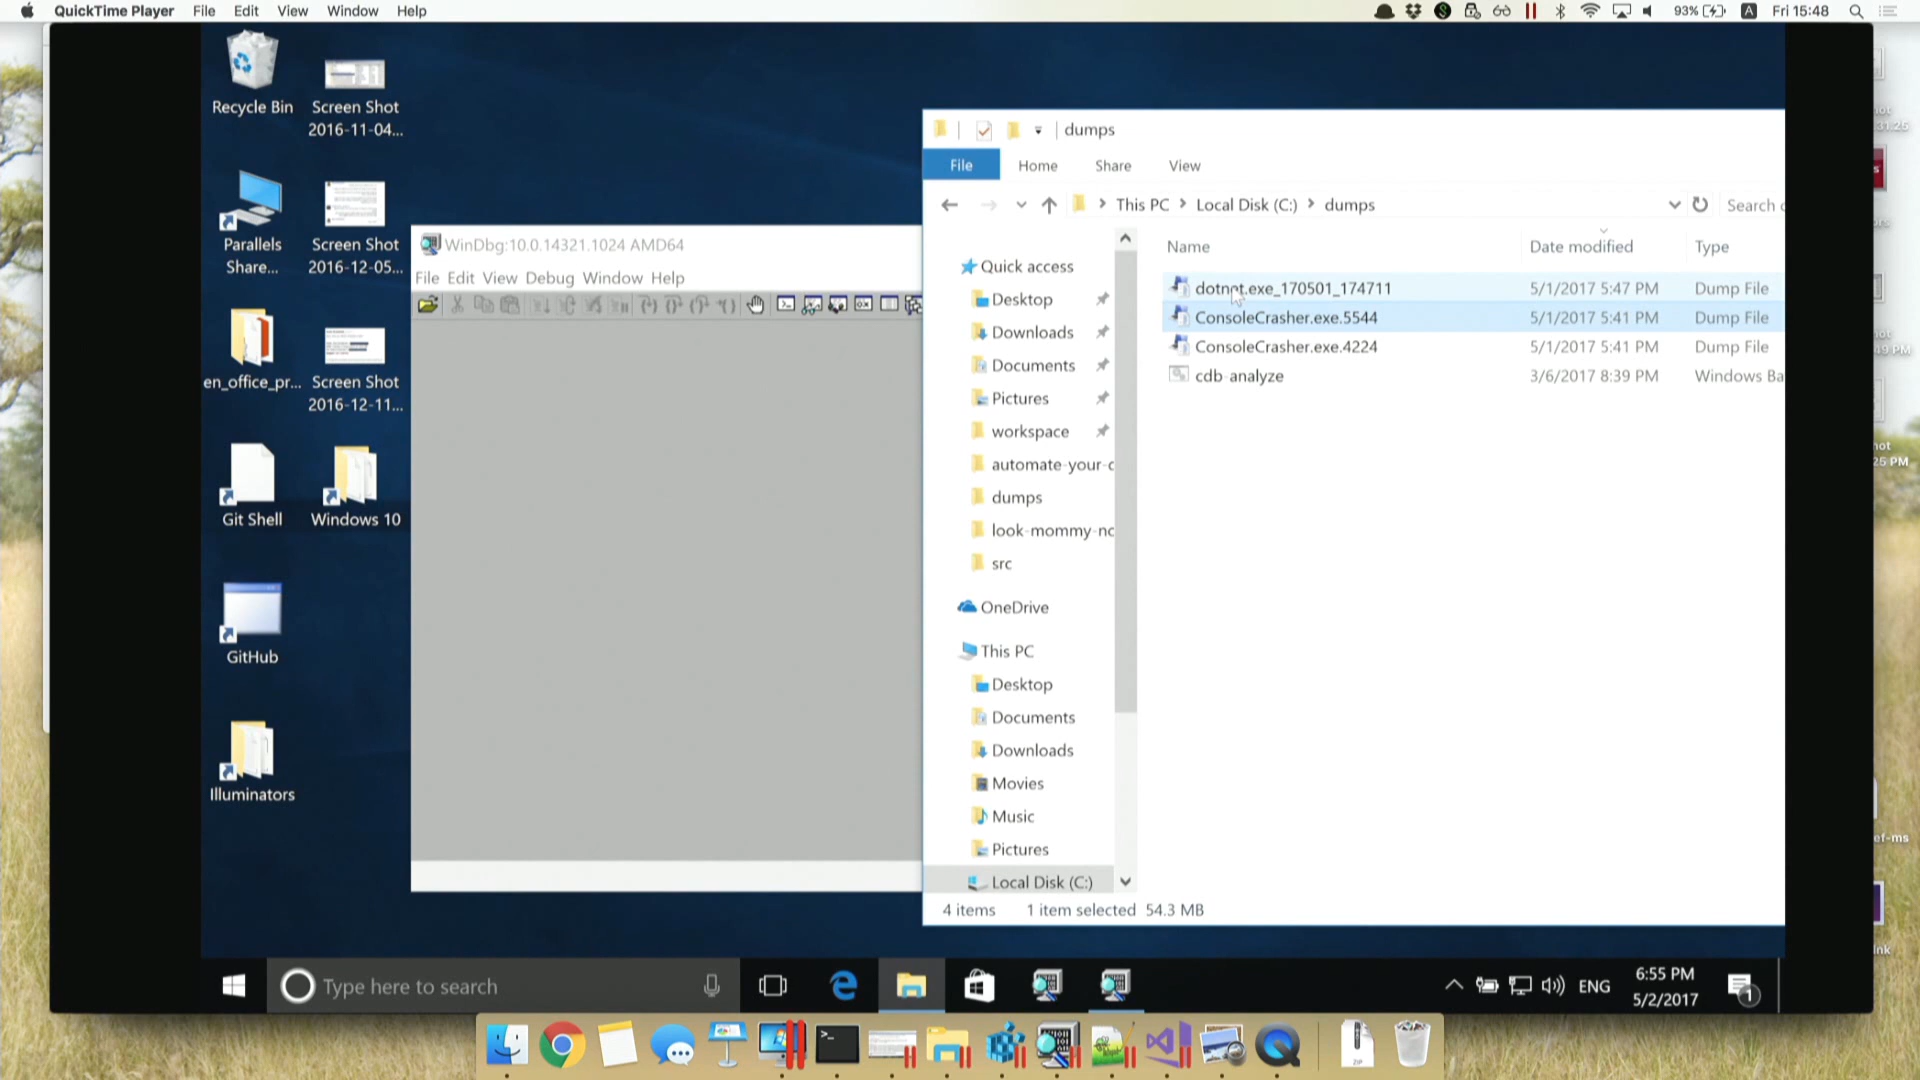 QuickTime Player File Edit View Window Help
93% A Fri 15:48
Recycle Bin
Screen Shot
2016-11-04...
Parallels
Share...
Screen Shot
2016-12-05...
en_office_pr...
Screen Shot
2016-12-11...
Git Shell
Windows 10
GitHub
Illuminators
WinDbg:10.0.14321.1024 AMD64
File Edit View Debug Window Help
dumps
File Home Share View
This PC Local Disk (C:) dumps
Search
Name Date modified Type
dotnet.exe_170501_174711 5/1/2017 5:47 PM Dump File
ConsoleCrasher.exe.5544 5/1/2017 5:41 PM Dump File
ConsoleCrasher.exe.4224 5/1/2017 5:41 PM Dump File
cdb-analyze 3/6/2017 8:39 PM Windows Ba
Quick access
Desktop
Downloads
Documents
Pictures
workspace
automate-your-c
dumps
look-mommy-nc
src
OneDrive
This PC
Desktop
Documents
Downloads
Movies
Music
Pictures
Local Disk (C:)
4 items 1 item selected 54.3 MB
Type here to search
ENG
6:55 PM
5/2/2017
1
25 PM
ef-ms
ZIP